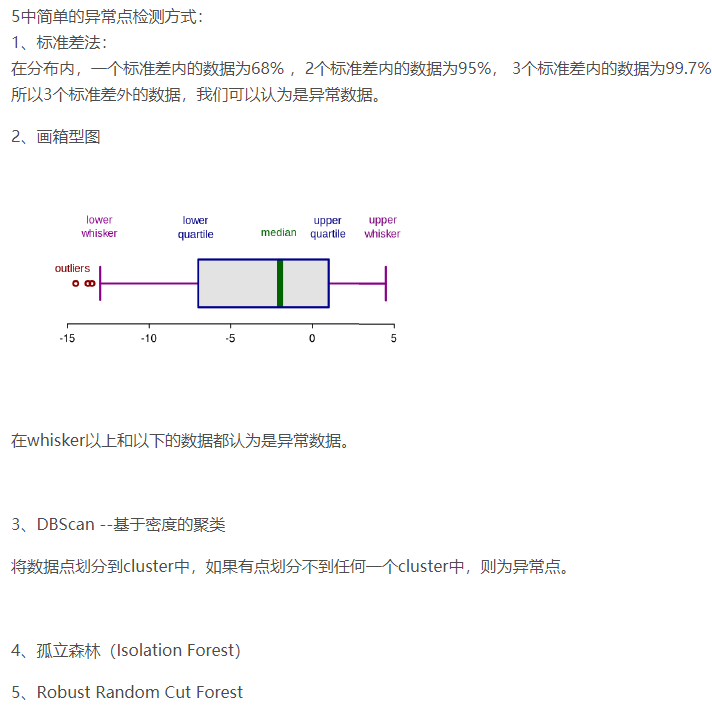 5中简单的异常点检测方式：
1、标准差法：
在分布内，一个标准差内的数据为68% ，2个标准差内的数据为95%， 3个标准差内的数据为99.7%
所以3个标准差外的数据，我们可以认为是异常数据。
2、画箱型图
lower
whisker
lower
quartile
median
upper
quartile
upper
whisker
outliers
-15
-10
-5
0
5
在whisker以上和以下的数据都认为是异常数据。
3、DBScan --基于密度的聚类
将数据点划分到cluster中，如果有点划分不到任何一个cluster中，则为异常点。
4、孤立森林（Isolation Forest）
5、Robust Random Cut Forest